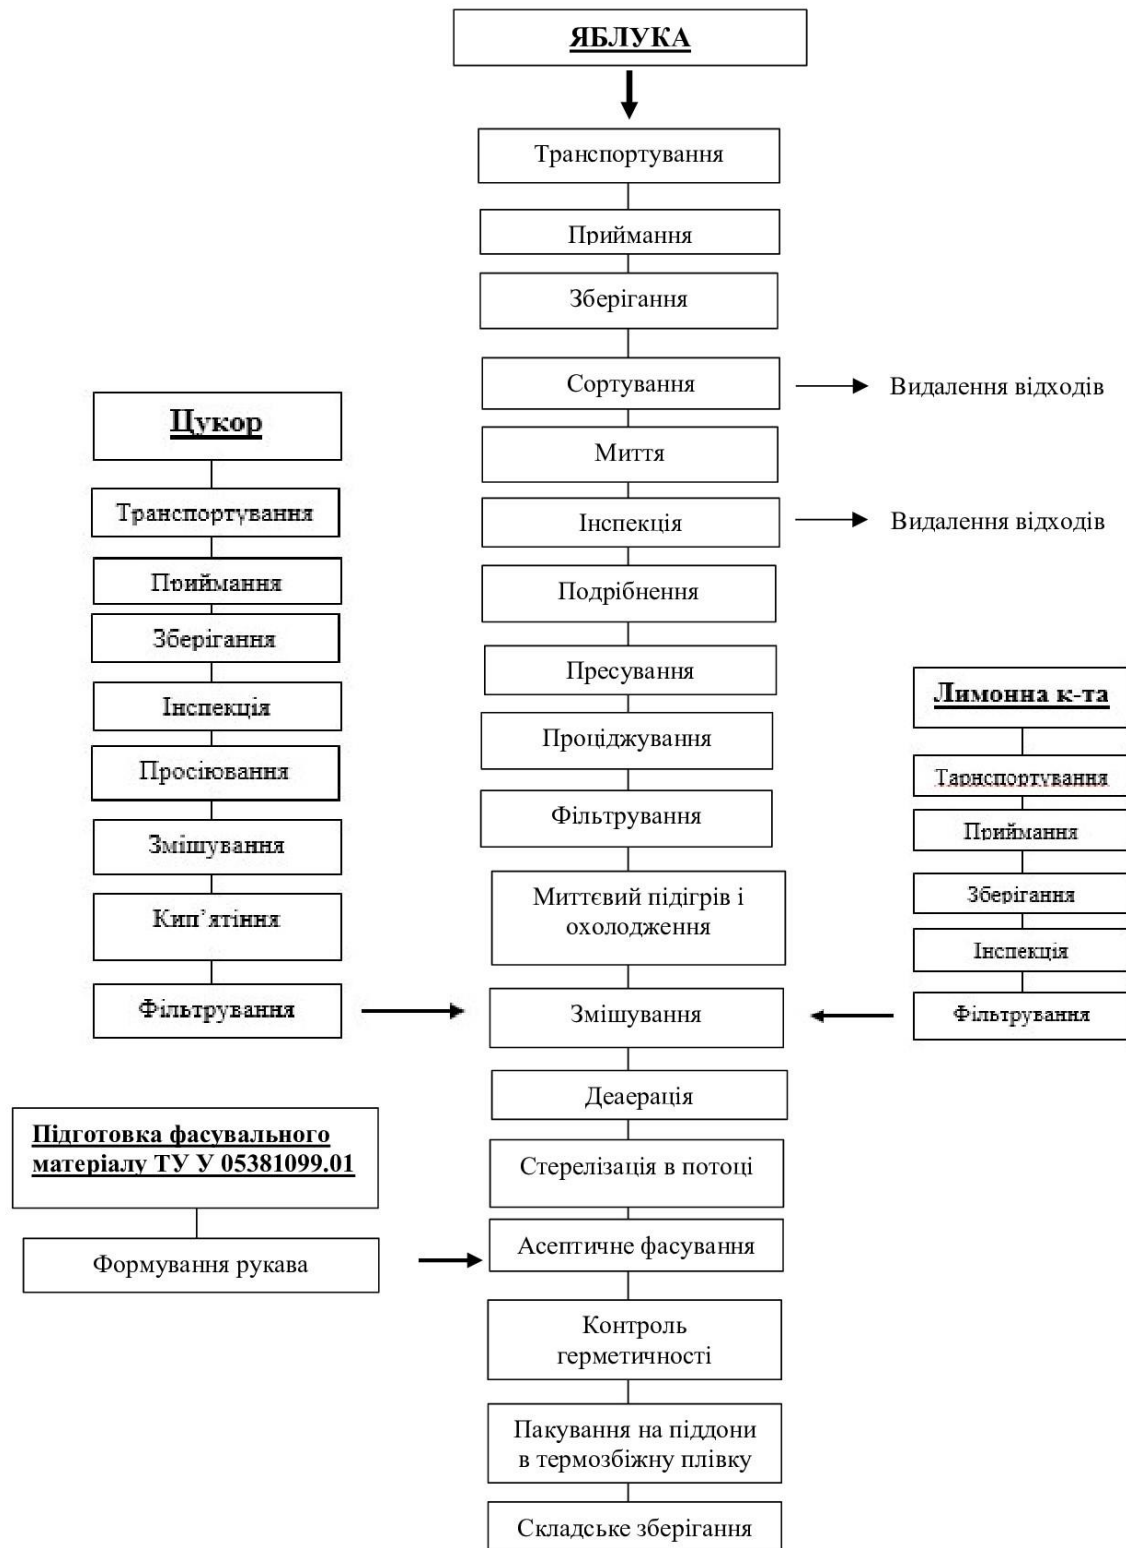 ЯБЛУКА
Транспортування
Приймання
Зберігання
Сортування
Видалення відходів
Миття
Інспекція
Видалення відходів
Подрібнення
Пресування
Проціджування
Фільтрування
Миттєвий підігрів і
охолодження
Цукор
Транспортування
Приймання
Зберігання
Інспекція
Просіювання
Змішування
Кип’ятіння
Фільтрування
Лимонна к-та
Тарнспортування
Приймання
Зберігання
Інспекція
Фільтрування
Змішування
Деаерація
Стерелізація в потоці
Підготовка фасувального
матеріалу ТУ У 05381099.01
Формування рукава
Асептичне фасування
Контроль
герметичності
Пакування на піддони
в термозбіжну плівку
Складське зберігання